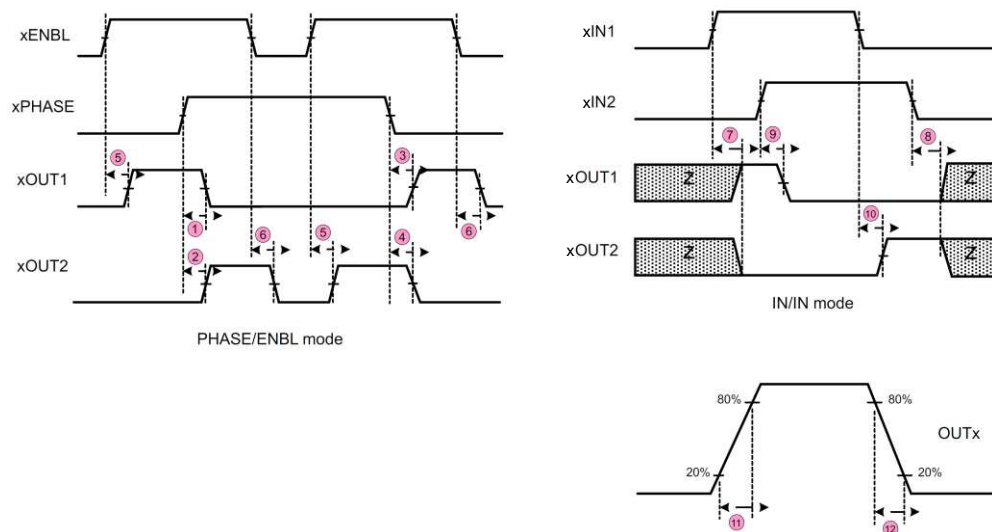 xENBL
xPHASE
5
3
xOUT1
1
6
6
5
4
2
xOUT2
PHASE/ENBL mode
xIN1
xIN2
7
9
8
xOUT1
Z
Z
10
xOUT2
Z
Z
IN/IN mode
80%
80%
OUTx
20%
20%
11
12